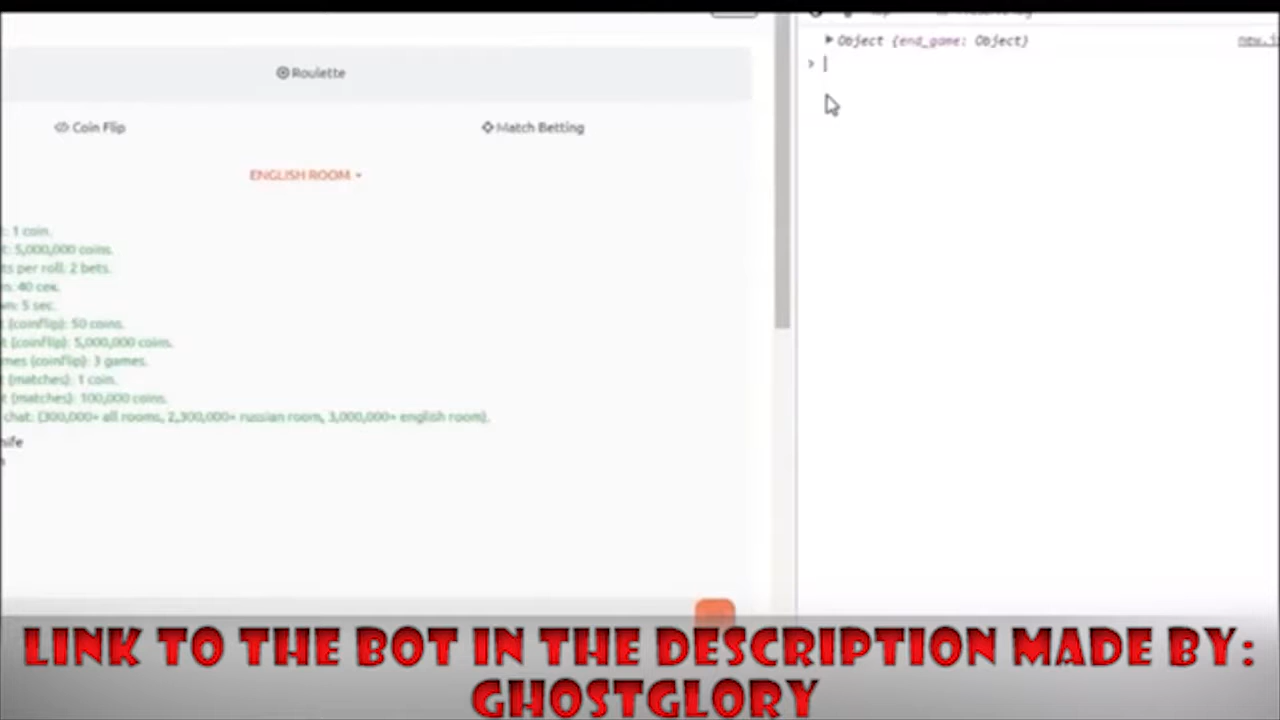 Object {end_game: Object}
Roulette
Coin Flip
Match Betting
ENGLISH ROOM
: 1 coin.
t: 5,000,000 coins.
ts per roll: 2 bets.
n: 40 сек.
wn: 5 sec.
t (coinflip): 50 coins.
t (coinflip): 5,000,000 coins.
mes (coinflip): 3 games.
t (matches): 1 coin.
t (matches): 100,000 coins.
chat: (300,000+ all rooms, 2,300,000+ russian room, 3,000,000+ english room).
nife
LINK TO THE BOT IN THE DESCRIPTION MADE BY:
GHOSTGLORY